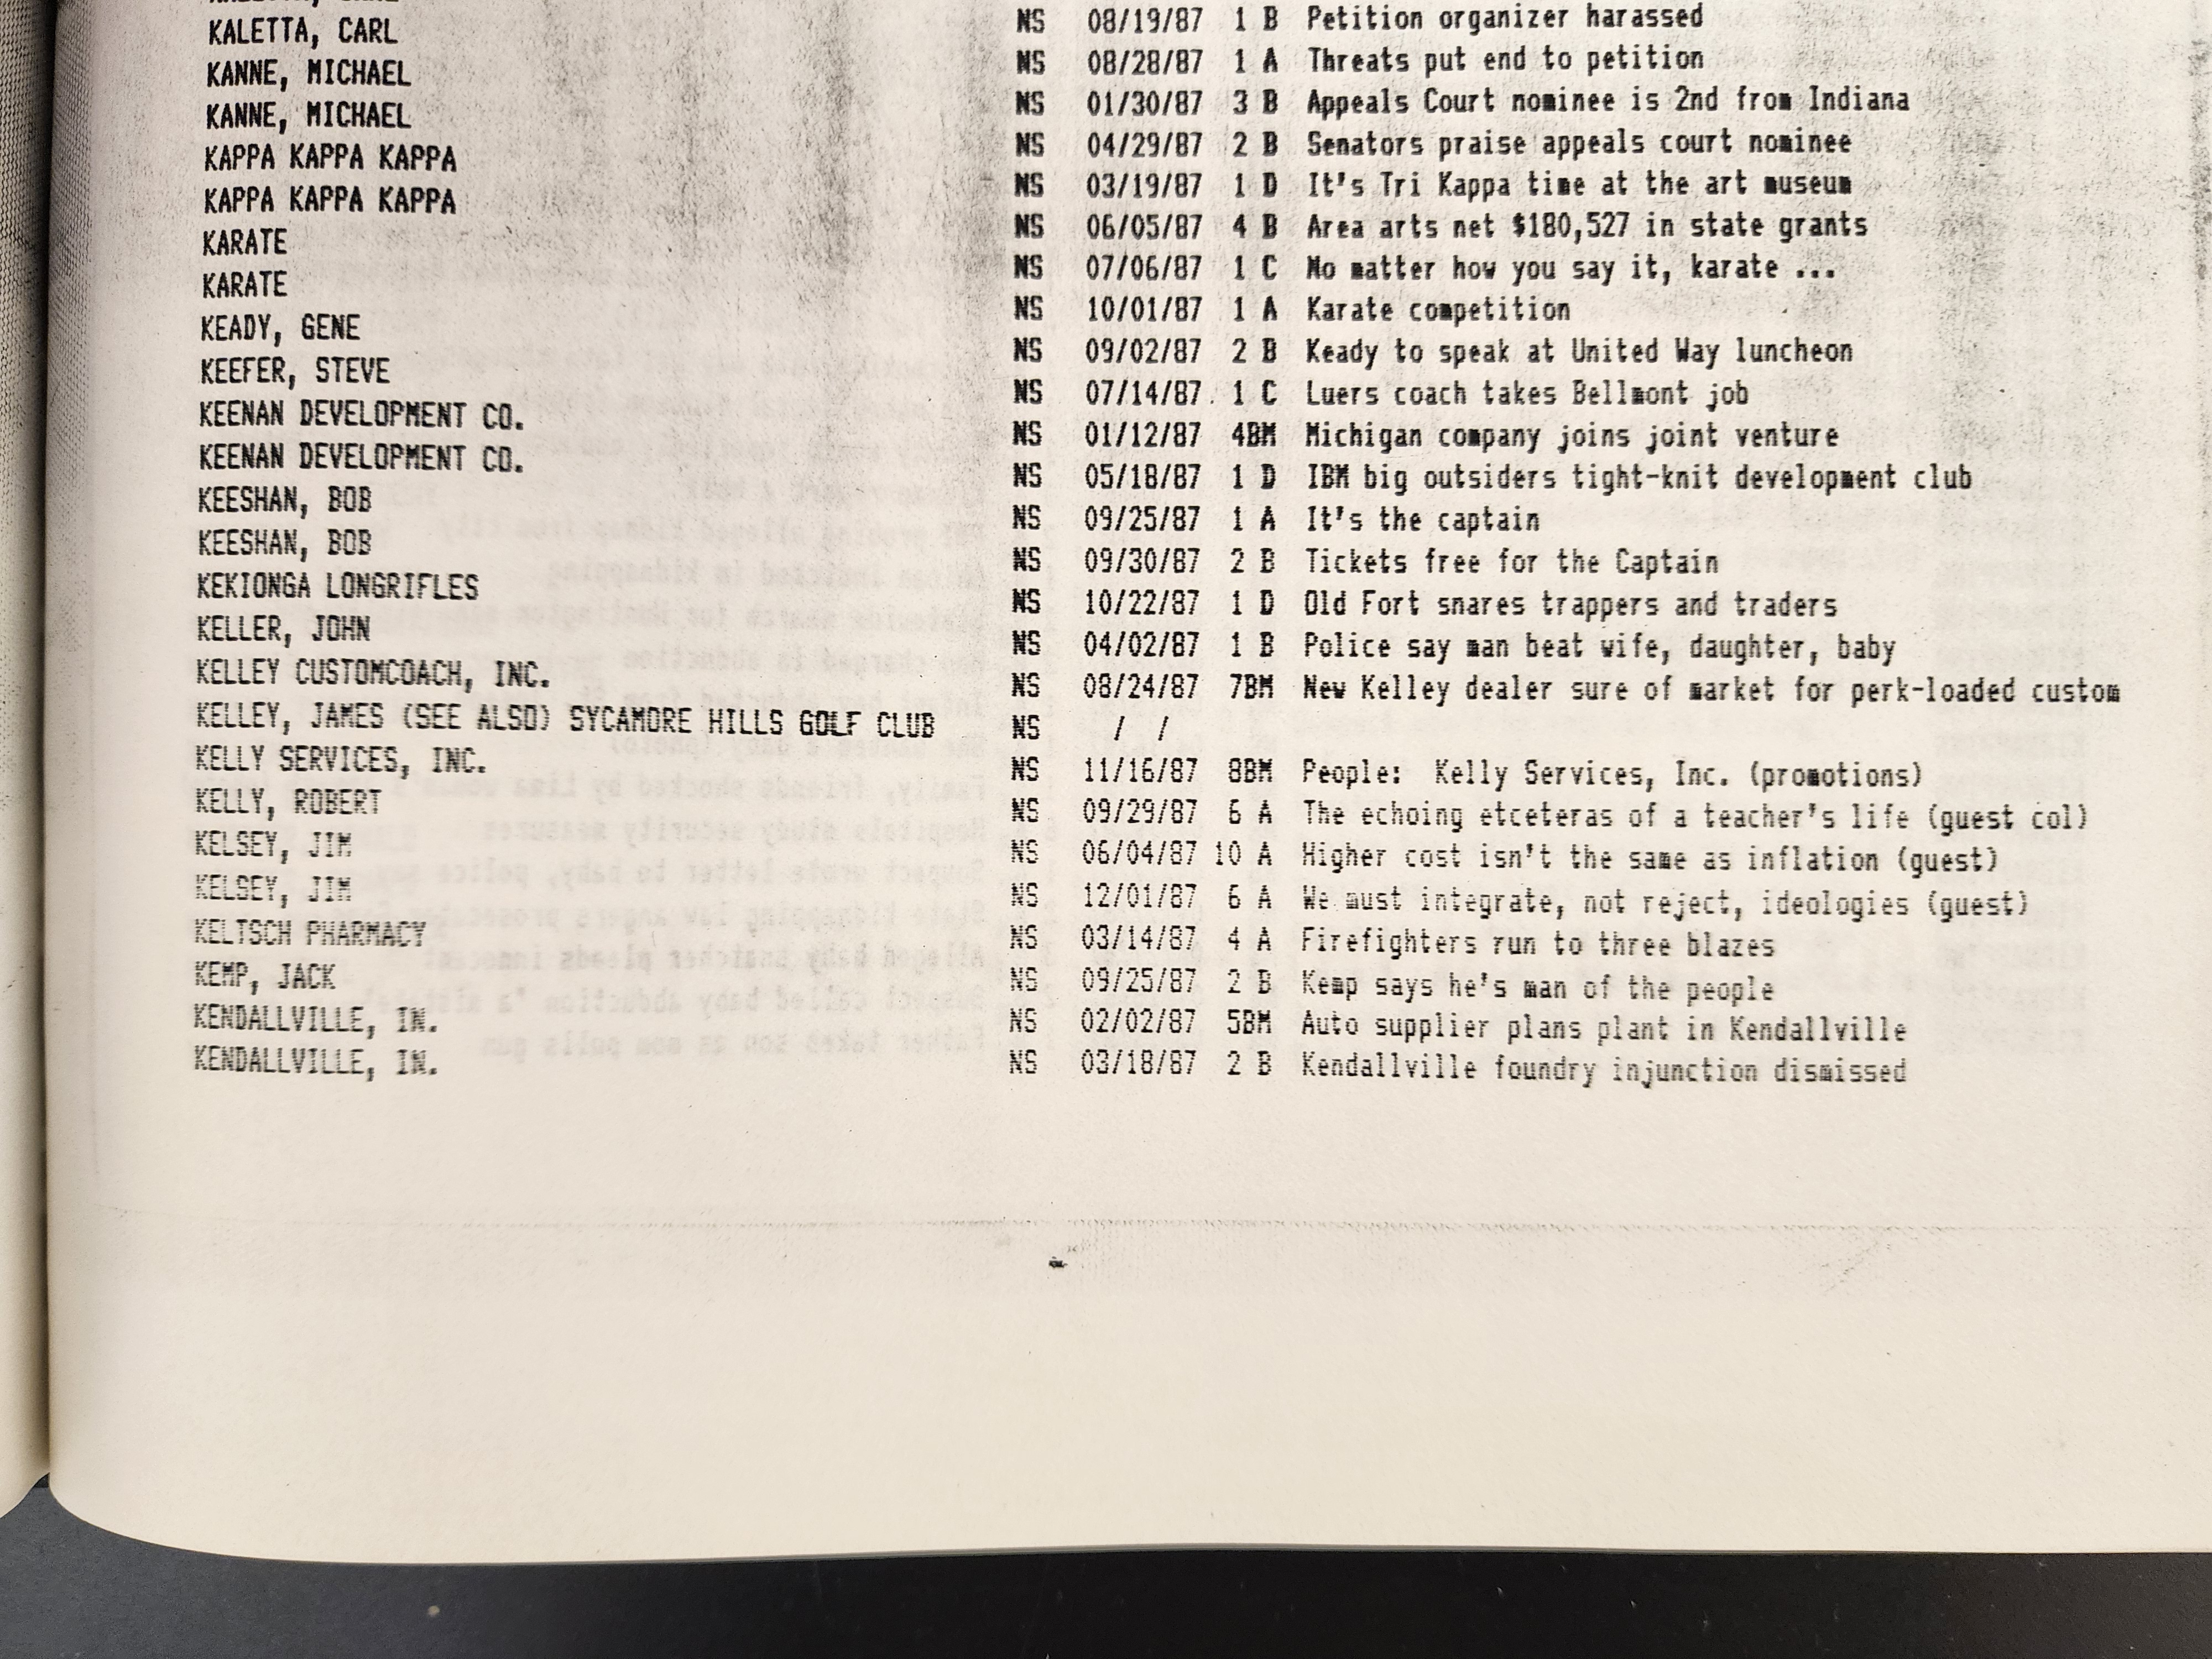 NS 08/19/87 1 B Petition organizer harassed
KALETTA, CARL NS 08/28/87 1 A Threats put end to petition
KANNE, MICHAEL NS 01/30/87 3 B Appeals Court nominee is 2nd from Indiana
KANNE, MICHAEL NS 04/29/87 2 B Senators praise appeals court nominee
KAPPA KAPPA KAPPA NS 03/19/87 1 D It's Tri Kappa time at the art museum
KAPPA KAPPA KAPPA NS 06/05/87 4 B Area arts net $180,527 in state grants
KARATE NS 07/06/87 1 C No matter how you say it, karate ...
KARATE NS 10/01/87 1 A Karate competition
KEADY, GENE NS 09/02/87 2 B Keady to speak at United Way luncheon
KEEFER, STEVE NS 07/14/87 1 C Luers coach takes Bellmont job
KEENAN DEVELOPMENT CO. NS 01/12/87 4BM Michigan company joins joint venture
KEENAN DEVELOPMENT CO. NS 05/18/87 1 D IBM big outsiders tight-knit development club
KEESHAN, BOB NS 09/25/87 1 A It's the captain
KEESHAN, BOB NS 09/30/87 2 B Tickets free for the Captain
KEKIONGA LONGRIFLES NS 10/22/87 1 D Old Fort snares trappers and traders
KELLER, JOHN NS 04/02/87 1 B Police say man beat wife, daughter, baby
KELLEY CUSTOMCOACH, INC. NS 08/24/87 7BM New Kelley dealer sure of market for perk-loaded custom
KELLEY, JAMES (SEE ALSO) SYCAMORE HILLS GOLF CLUB NS / /
KELLY SERVICES, INC. NS 11/16/87 8BM People: Kelly Services, Inc. (promotions)
KELLY, ROBERT NS 09/29/87 6 A The echoing etceteras of a teacher's life (guest col)
KELSEY, JIM NS 06/04/87 10 A Higher cost isn't the same as inflation (guest)
KELSEY, JIM NS 12/01/87 6 A We must integrate, not reject, ideologies (guest)
KELTSCH PHARMACY NS 03/14/87 4 A Firefighters run to three blazes
KEMP, JACK NS 09/25/87 2 B Kemp says he's man of the people
KENDALLVILLE, IN. NS 02/02/87 5BM Auto supplier plans plant in Kendallville
KENDALLVILLE, IN. NS 03/18/87 2 B Kendallville foundry injunction dismissed